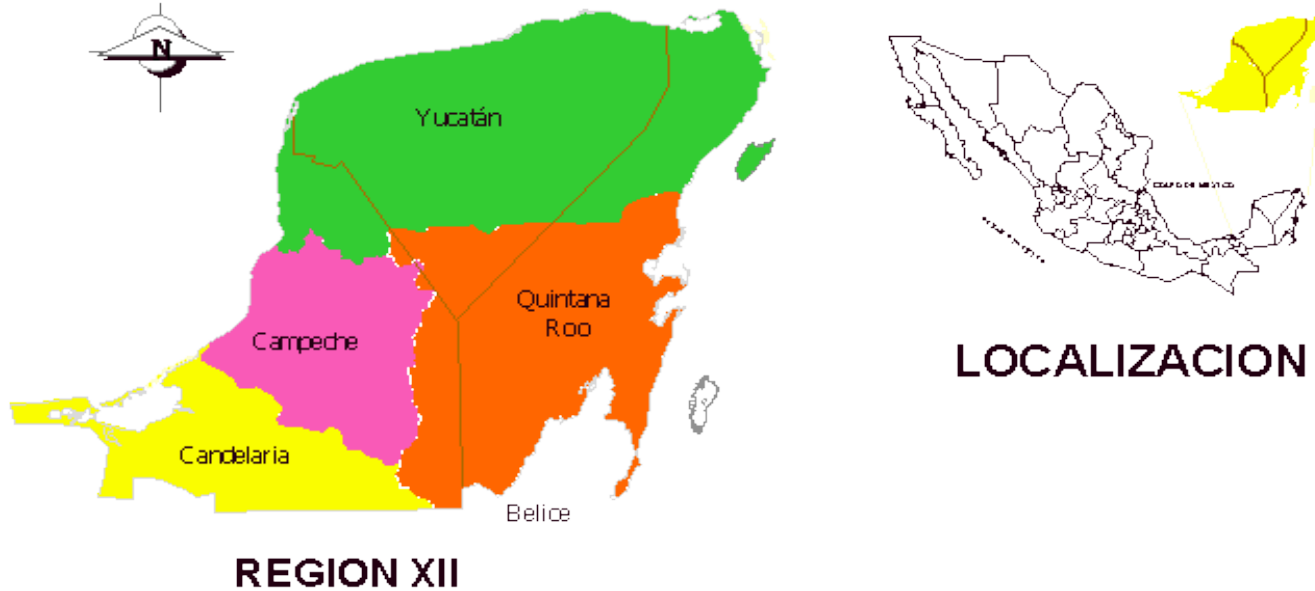 N
Yucatán
Quintana
Roo
Campeche
Candelaria
Belice
REGION XII
LOCALIZACION